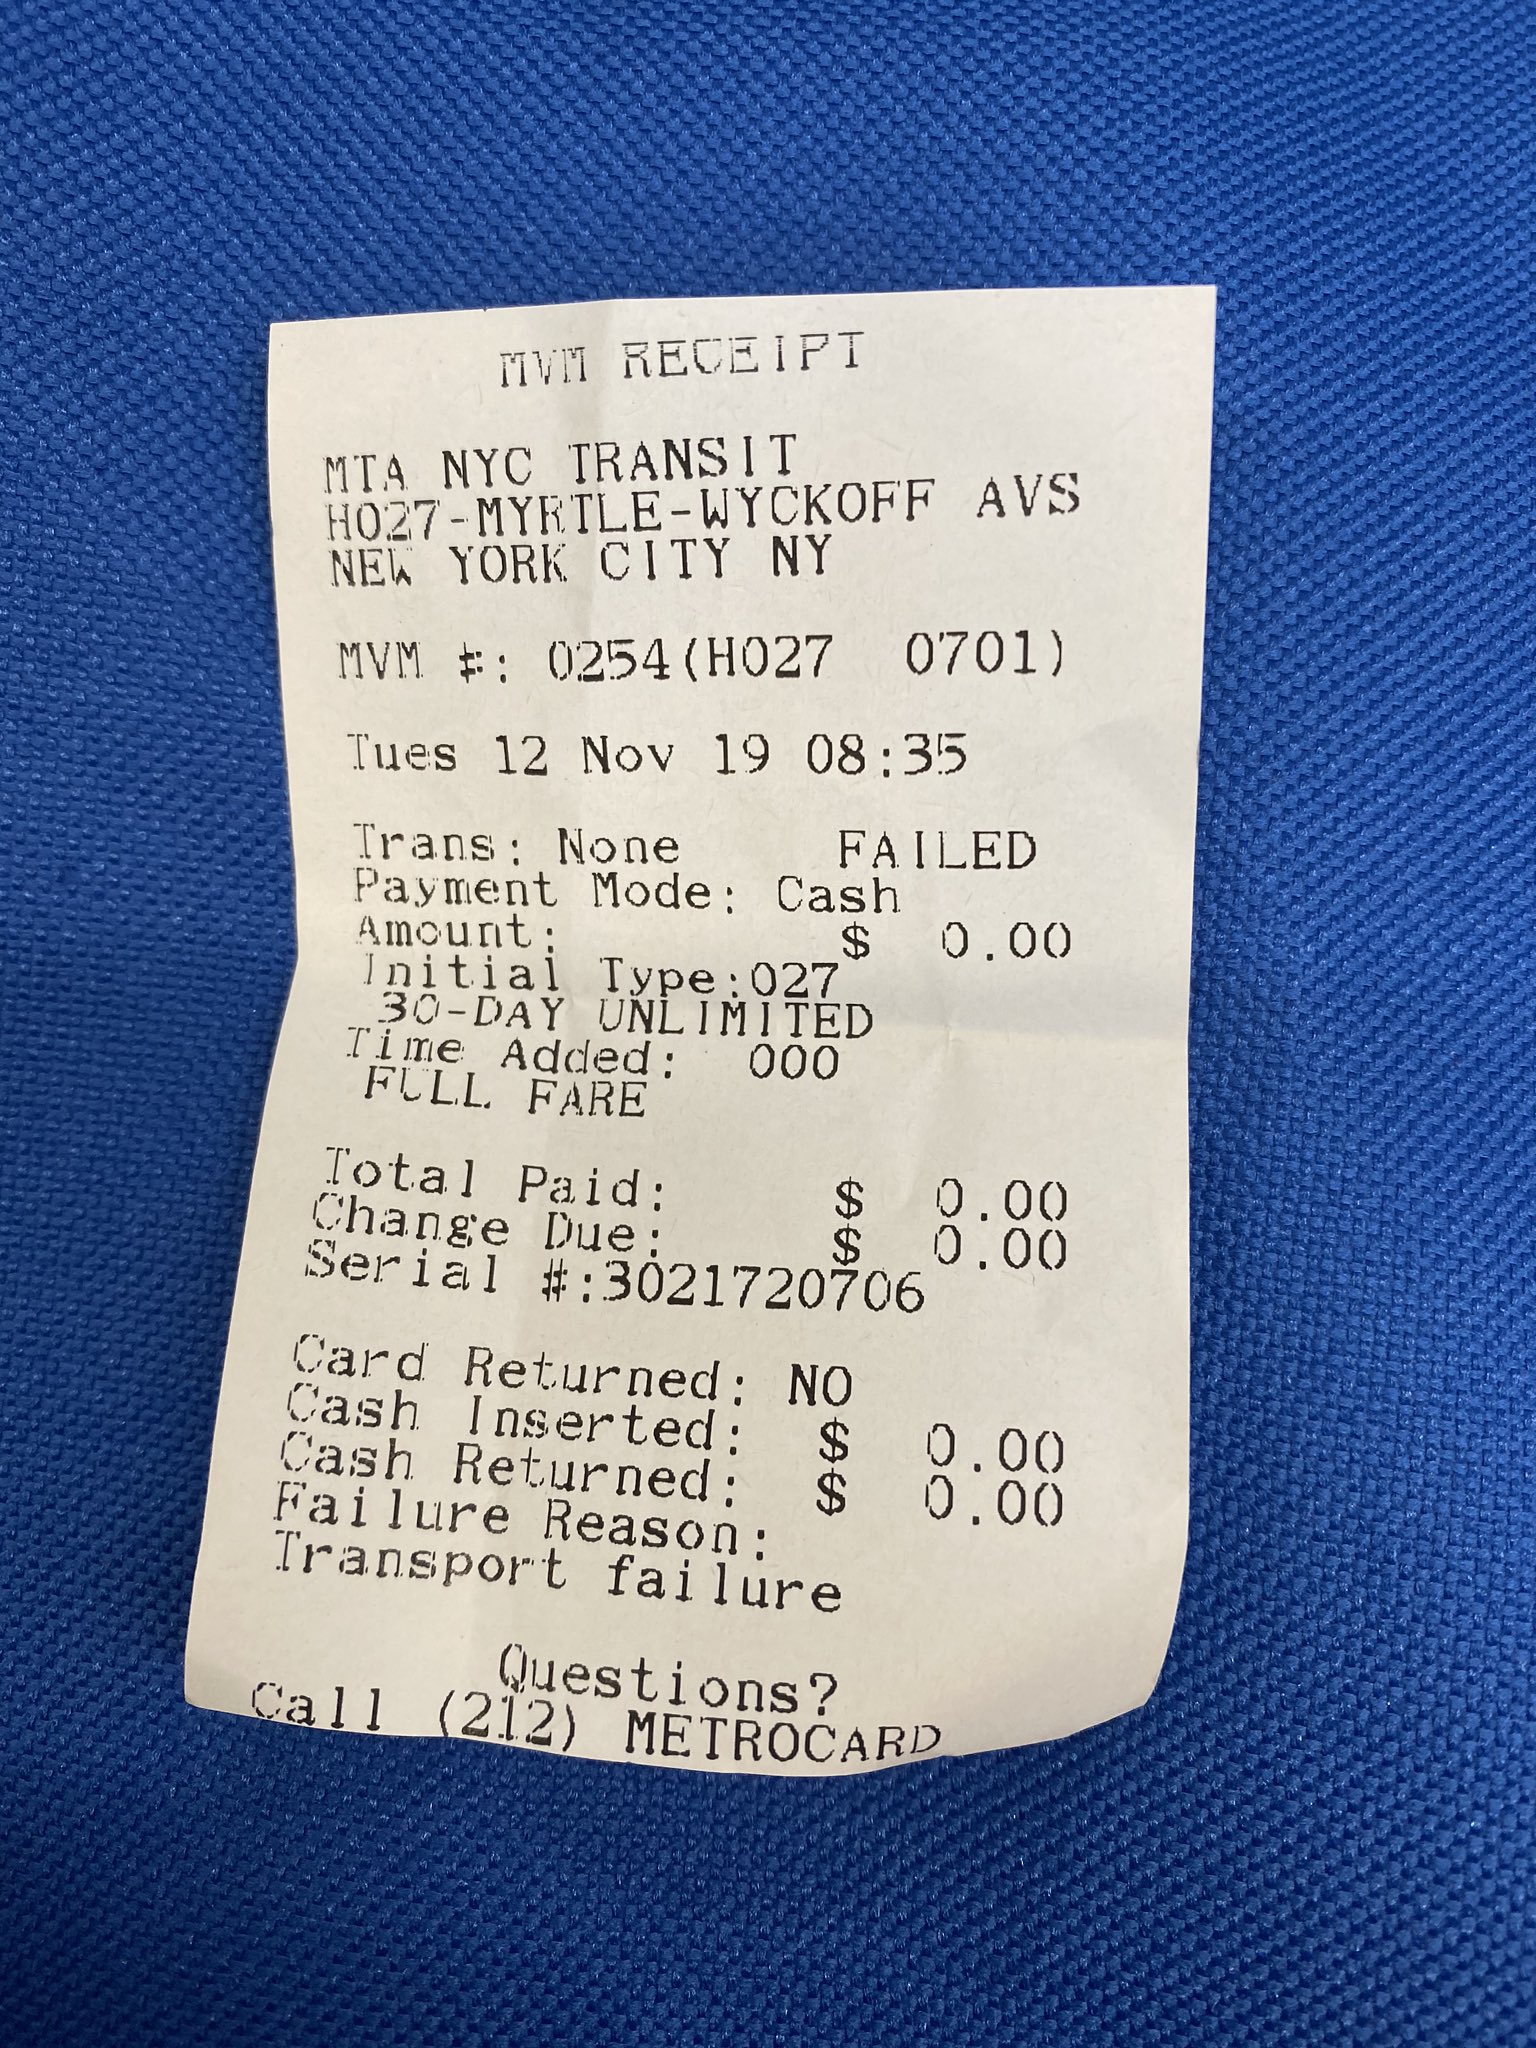 MVM RECEIPT
MTA NYC TRANSIT
H027-MYRTLE-WYCKOFF AVS
NEW YORK CITY NY
MVM #: 0254(H027 0701)
Tues 12 Nov 19 08:35
Trans: None FAILED
Payment Mode: Cash
Amount: $ 0.00
Initial Type:027
30-DAY UNLIMITED
Time Added: 000
FULL FARE
Total Paid: $ 0.00
Change Due: $ 0.00
Serial #:3021720706
Card Returned: NO
Cash Inserted: $ 0.00
Cash Returned: $ 0.00
Failure Reason:
Transport failure
Questions?
Call (212) METROCARD